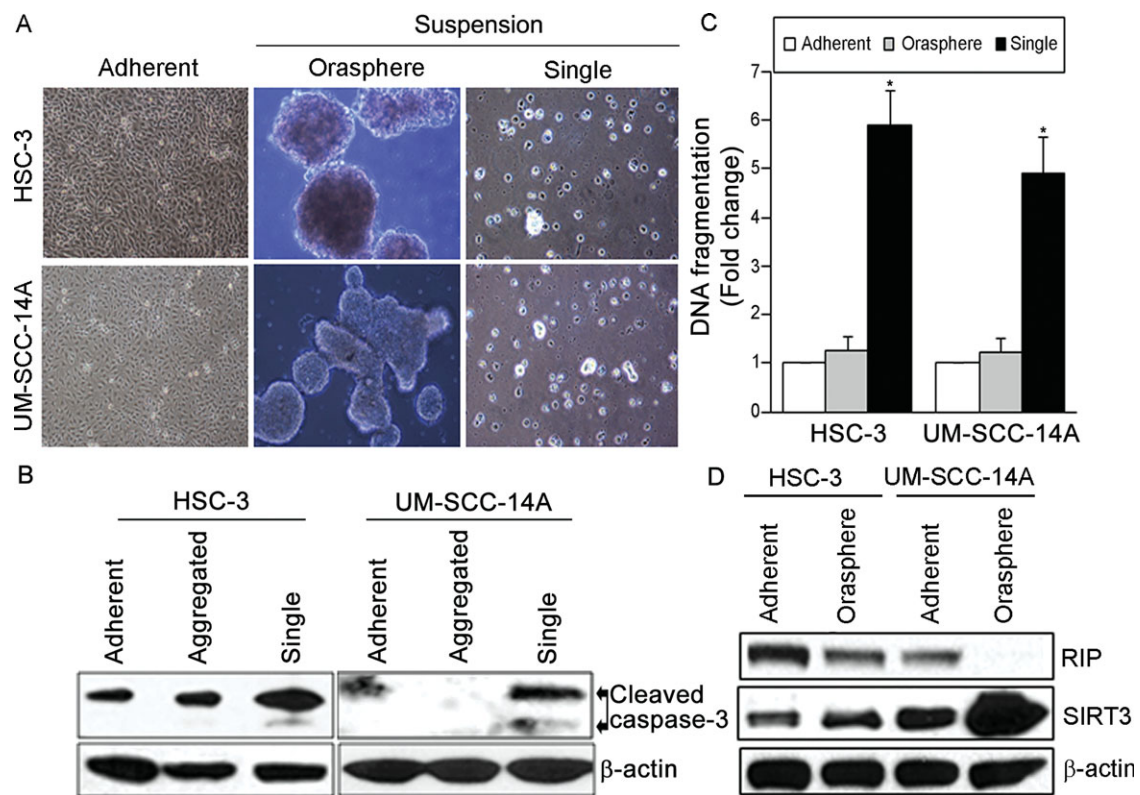 A
Suspension
Adherent Orasphere Single
HSC-3
UM-SCC-14A
B
HSC-3 UM-SCC-14A
Adherent Aggregated Single Adherent Aggregated Single
Cleaved
caspase-3
β-actin
C
Adherent Orasphere Single
DNA fragmentation
(Fold change)
7
6
5
4
3
2
1
0
* *
HSC-3 UM-SCC-14A
D
HSC-3 UM-SCC-14A
Adherent Orasphere Adherent Orasphere
RIP
SIRT3
β-actin